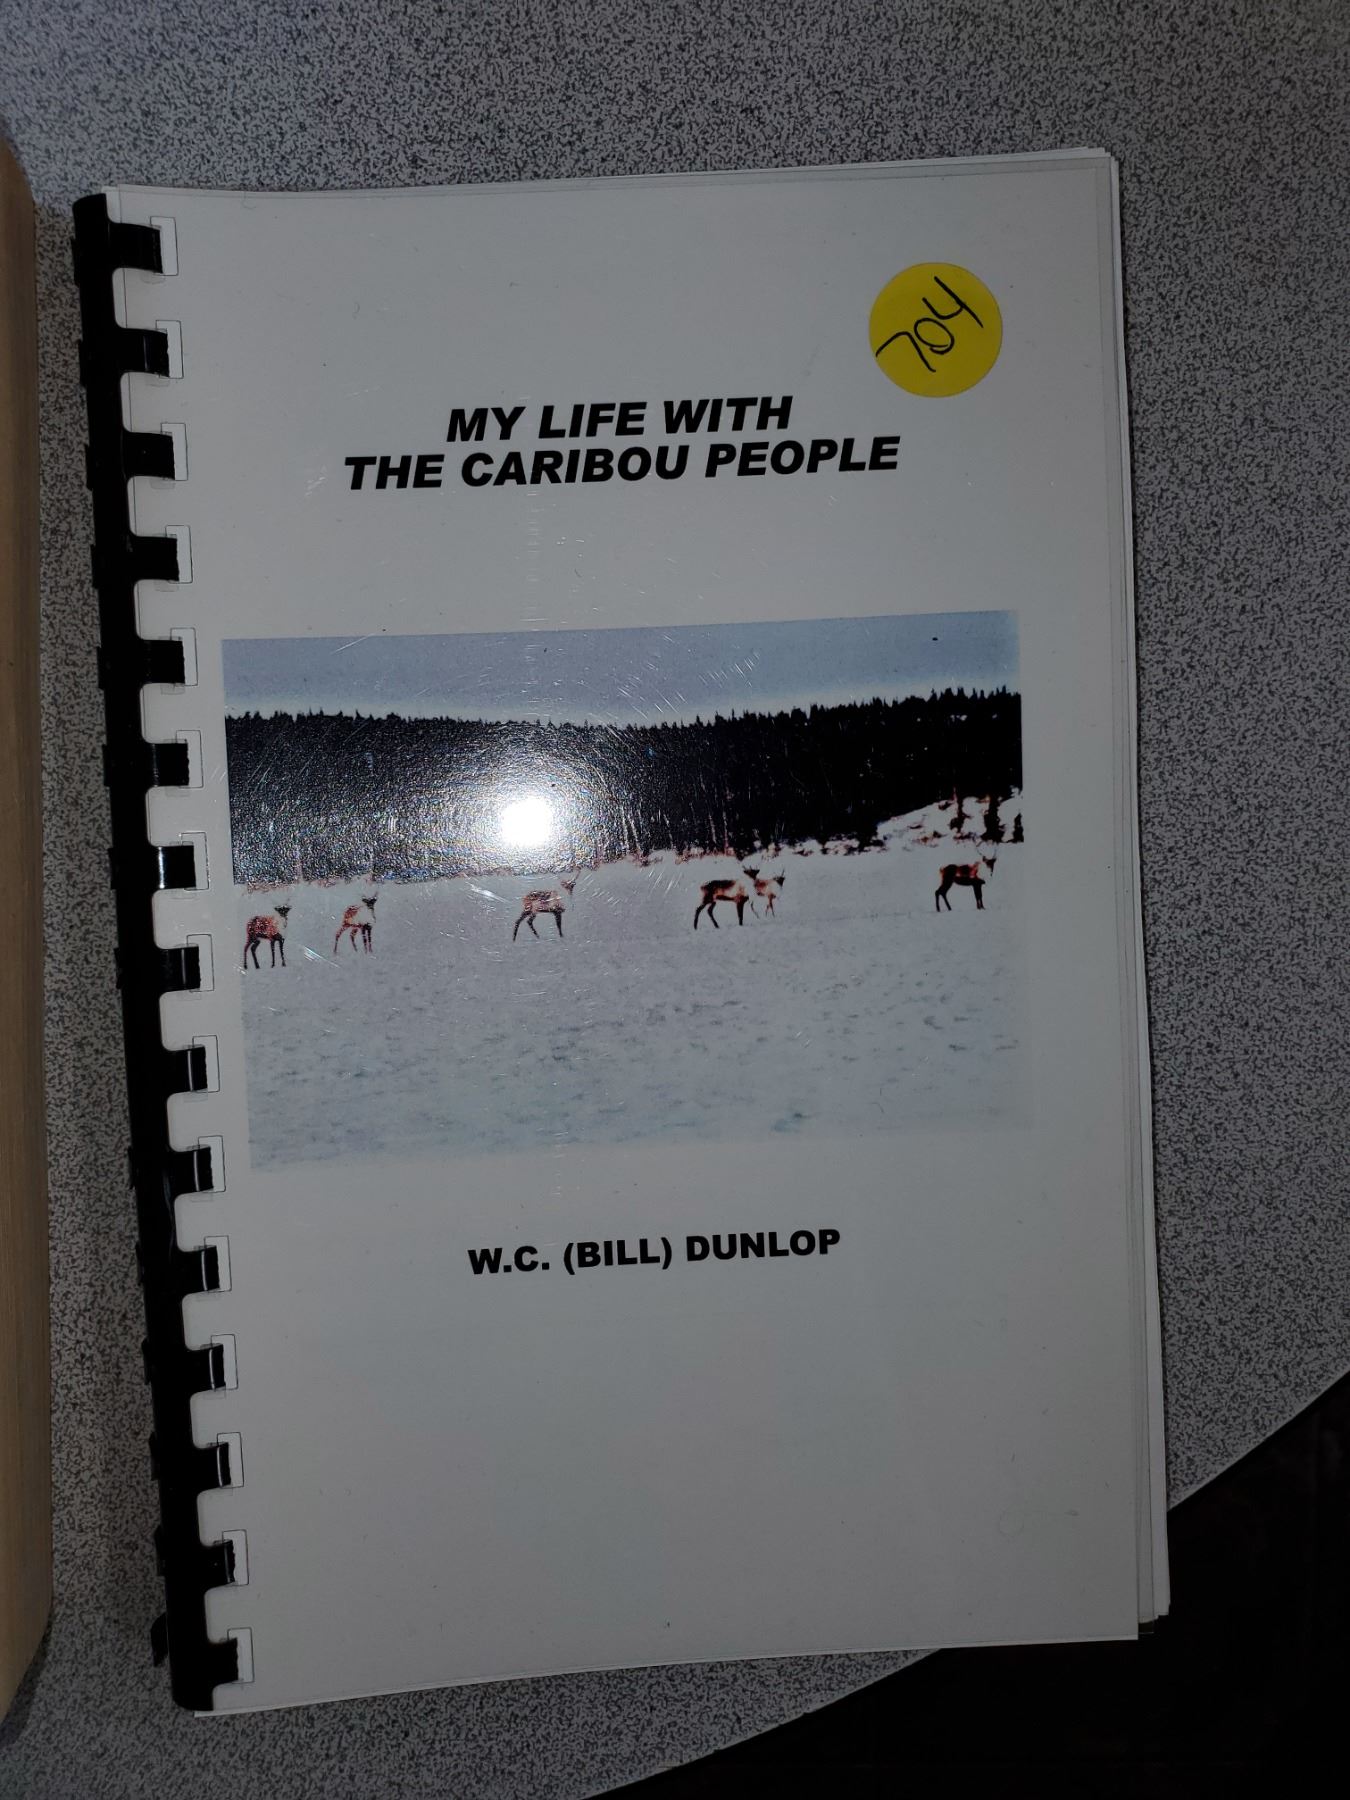 704
MY LIFE WITH
THE CARIBOU PEOPLE
W.C. (BILL) DUNLOP